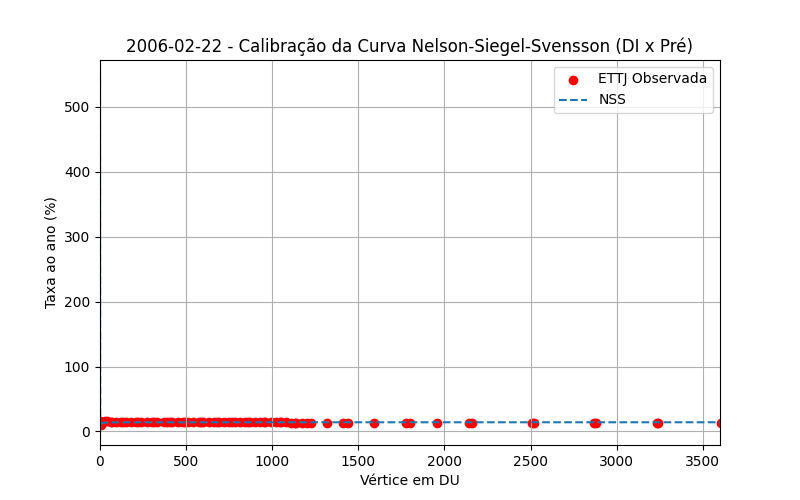 2006-02-22 - Calibração da Curva Nelson-Siegel-Svensson (DI x Pré)
ETTJ Observada
NSS
Taxa ao ano (%)
500
400
300
200
100
0
0 500 1000 1500 2000 2500 3000 3500
Vértice em DU